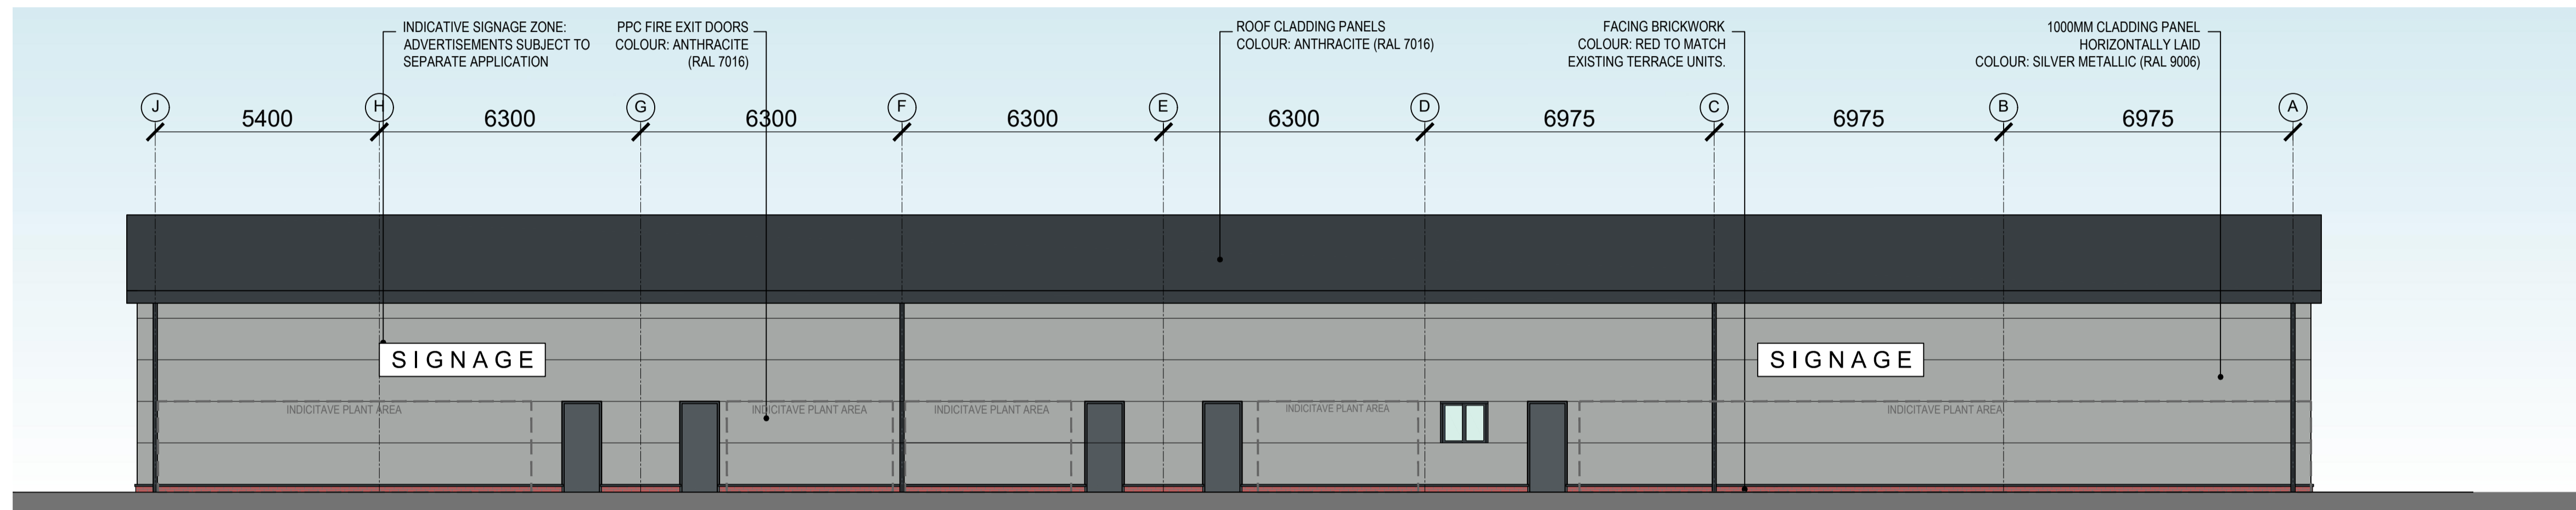 INDICATIVE SIGNAGE ZONE:
ADVERTISEMENTS SUBJECT TO
SEPARATE APPLICATION
PPC FIRE EXIT DOORS
COLOUR: ANTHRACITE
(RAL 7016)
ROOF CLADDING PANELS
COLOUR: ANTHRACITE (RAL 7016)
FACING BRICKWORK
COLOUR: RED TO MATCH
EXISTING TERRACE UNITS.
1000MM CLADDING PANEL
HORIZONTALLY LAID
COLOUR: SILVER METALLIC (RAL 9006)
J H G F E D C B A
5400 6300 6300 6300 6300 6975 6975 6975
SIGNAGE SIGNAGE
INDICITAVE PLANT AREA INDICITAVE PLANT AREA INDICITAVE PLANT AREA INDICITAVE PLANT AREA INDICITAVE PLANT AREA